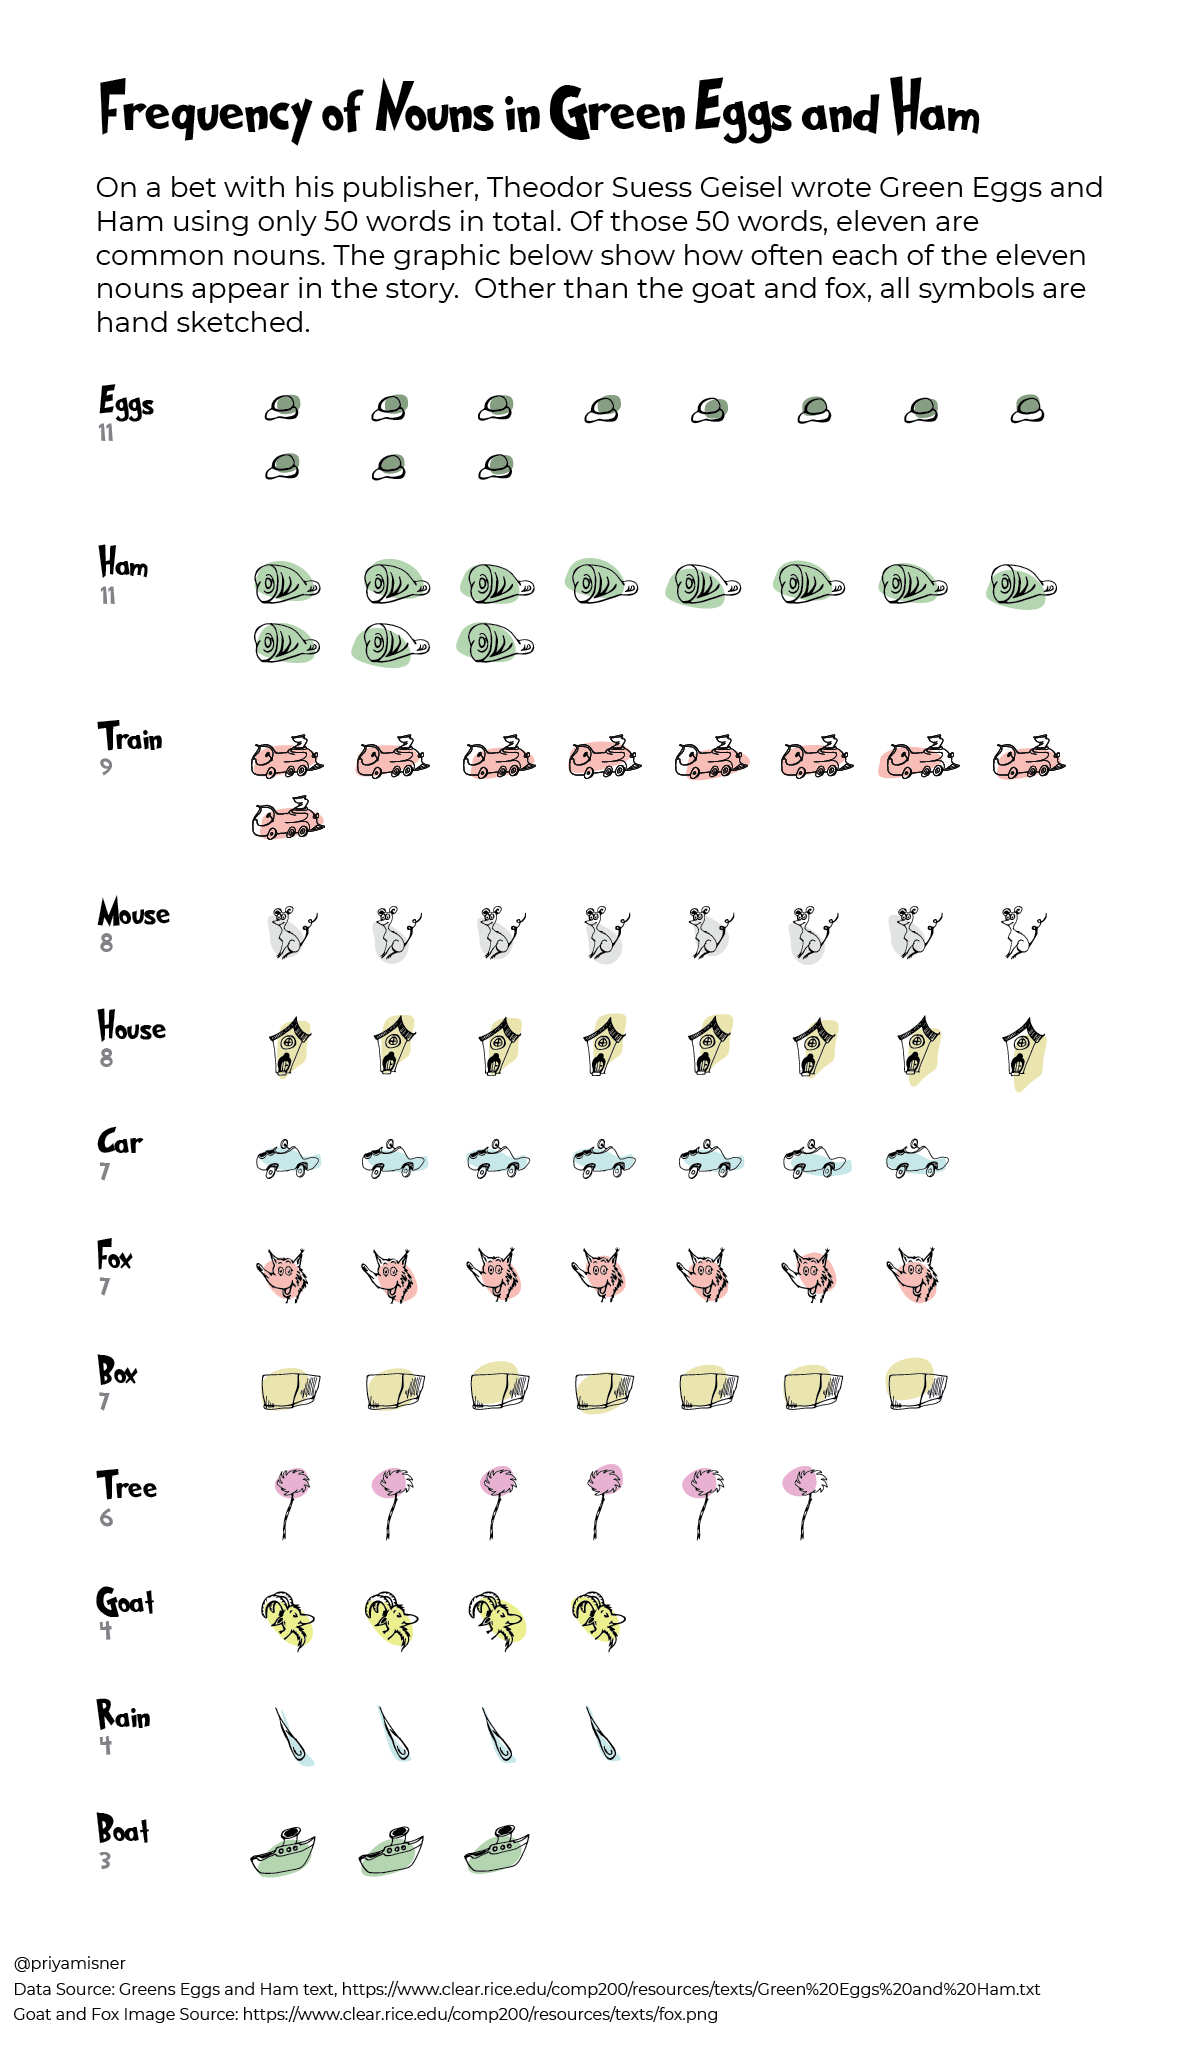 Frequency of Nouns in Green Eggs and Ham
On a bet with his publisher, Theodor Suess Geisel wrote Green Eggs and
Ham using only 50 words in total. Of those 50 words, eleven are
common nouns. The graphic below show how often each of the eleven
nouns appear in the story.  Other than the goat and fox, all symbols are
hand sketched.
Eggs
11
Ham
11
Train
9
Mouse
8
House
8
Car
7
Fox
7
Box
7
Tree
6
Goat
4
Rain
4
Boat
3
@priyamisner
Data Source: Greens Eggs and Ham text, https://www.clear.rice.edu/comp200/resources/texts/Green%20Eggs%20and%20Ham.txt
Goat and Fox Image Source: https://www.clear.rice.edu/comp200/resources/texts/fox.png